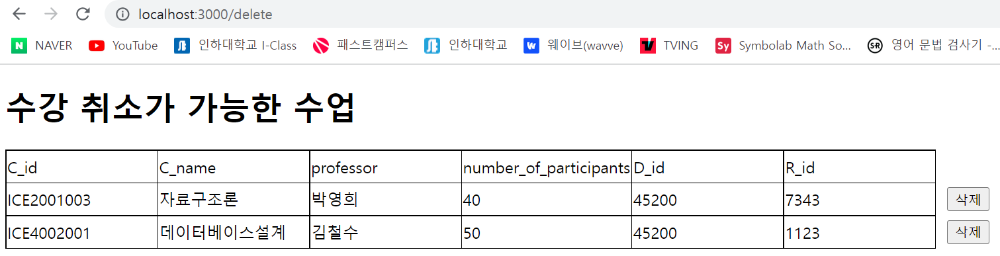 localhost:3000/delete
N NAVER YouTube 인하대학교 I-Class 패스트캠퍼스 인하대학교 w 웨이브(wavve) TVING Sy Symbolab Math So... S·R 영어 문법 검사기 -...
수강 취소가 가능한 수업
C_id C_name professor number_of_participants D_id R_id
ICE2001003 자료구조론 박영희 40 45200 7343 삭제
ICE4002001 데이터베이스설계 김철수 50 45200 1123 삭제